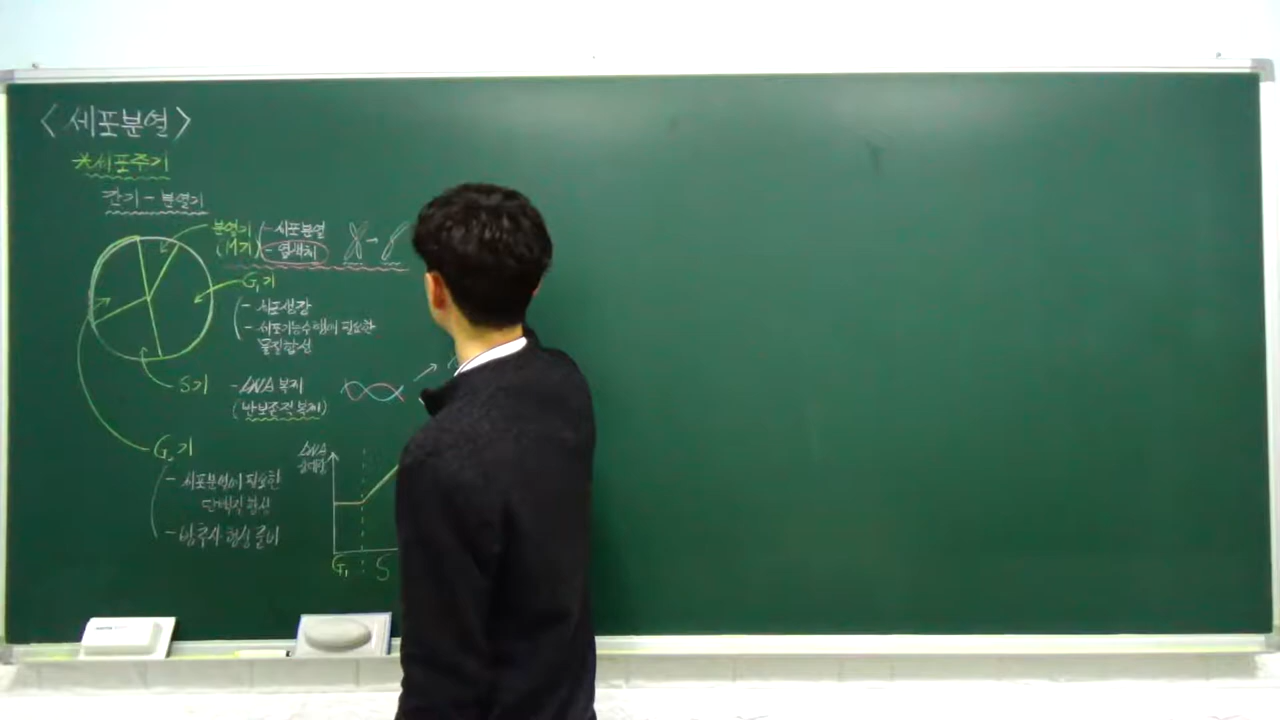 < 세포분열 >
*세포주기
간기 - 분열기
분열기 - 세포분열
(M기) - 염색체
G₁기
- 세포생장
- 세포기능수행에 필요한
물질합성
S기 - DNA 복제
(반보존적 복제)
G₂기
- 세포분열에 필요한
단백질 합성
- 방추사 형성 준비
DNA
G₁ S